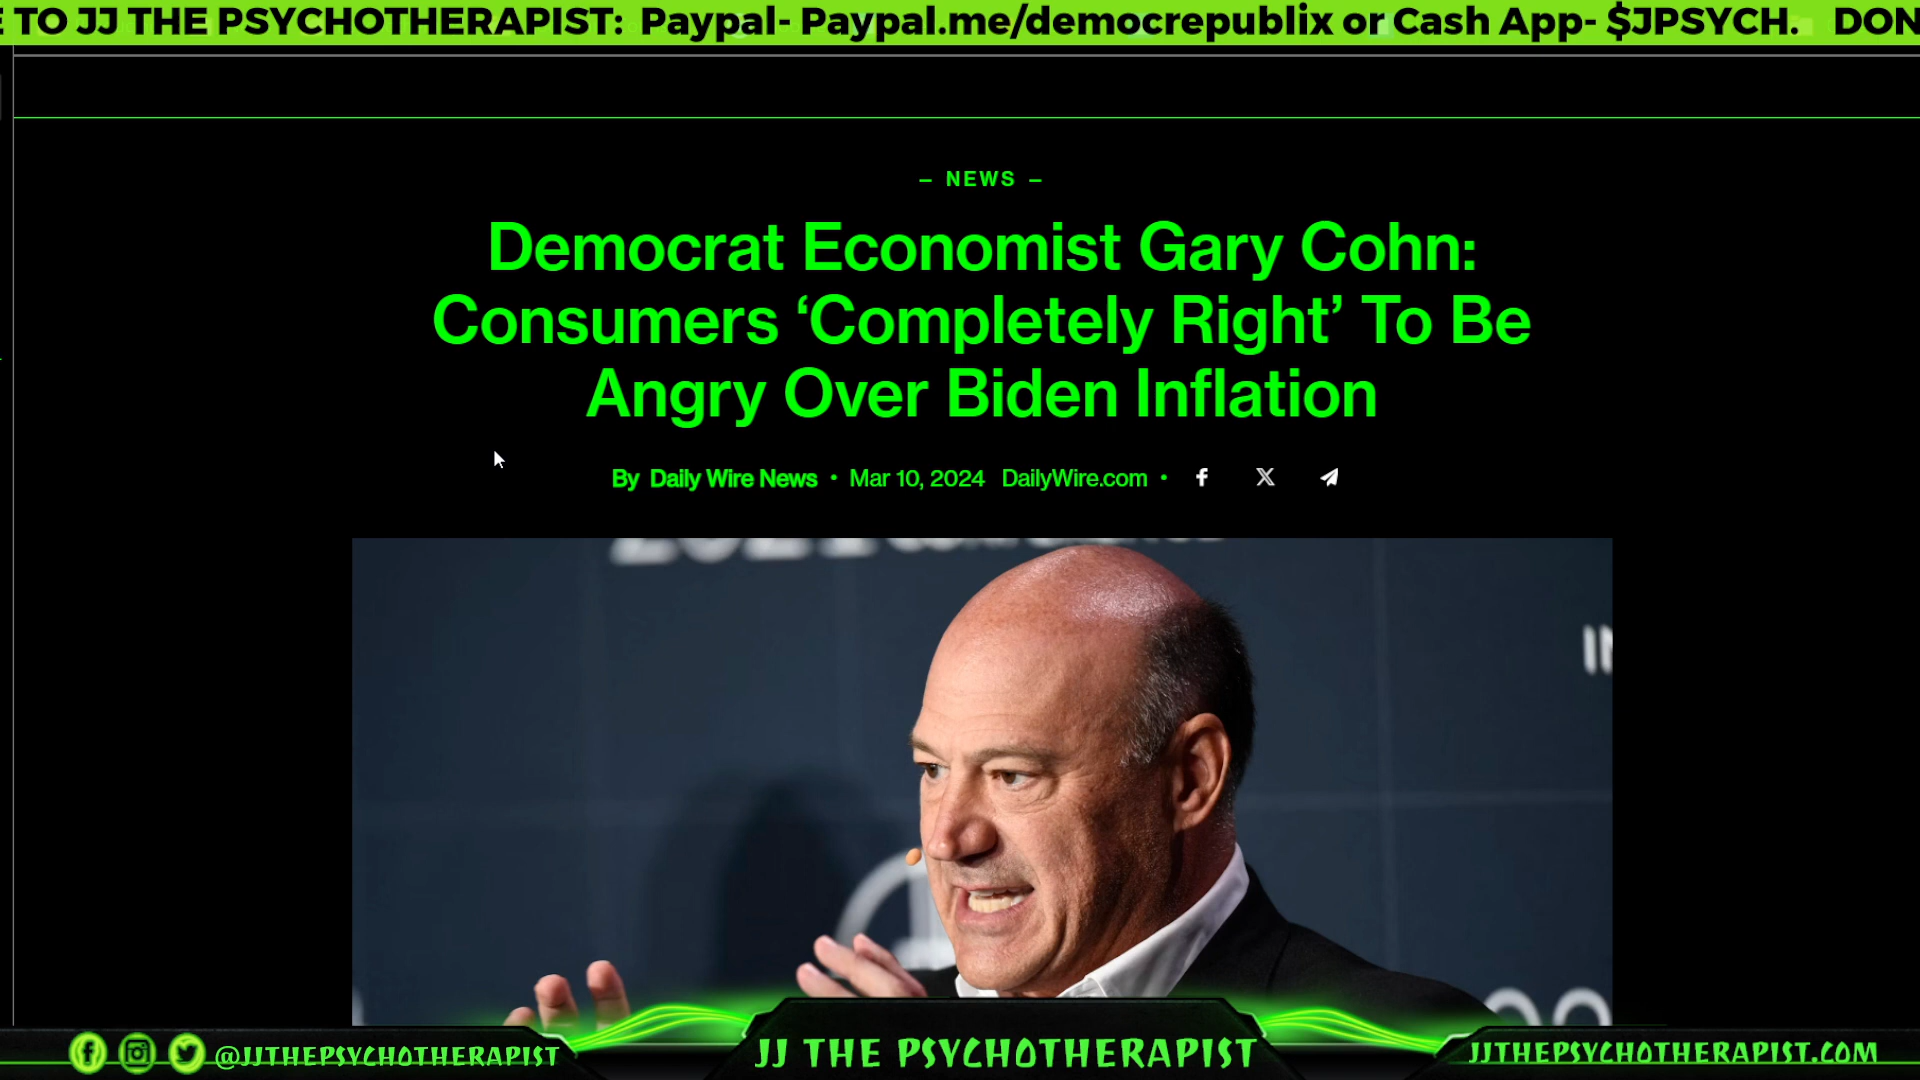 E TO JJ THE PSYCHOTHERAPIST: Paypal- Paypal.me/democrepublix or Cash App- $JPSYCH. DON
– NEWS –
Democrat Economist Gary Cohn:
Consumers ‘Completely Right’ To Be
Angry Over Biden Inflation
By Daily Wire News • Mar 10, 2024 DailyWire.com •
@JJTHEPSYCHOTHERAPIST
JJ THE PSYCHOTHERAPIST
JJTHEPSYCHOTHERAPIST.COM